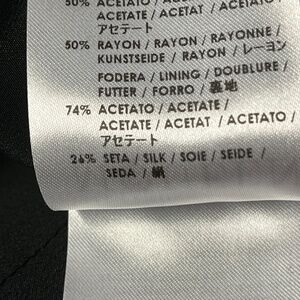 50% ACETATO / ACETATE /
ACETATE / ACETAT / ACETATO /
アセテート
50% RAYON / RAYON / RAYONNE /
KUNSTSEIDE / RAYON / レーヨン
FODERA / LINING / DOUBLURE /
FUTTER / FORRO / 裏地
74% ACETATO / ACETATE /
ACETATE / ACETAT / ACETATO /
アセテート
26% SETA / SILK / SOIE / SEIDE /
SEDA / 絹